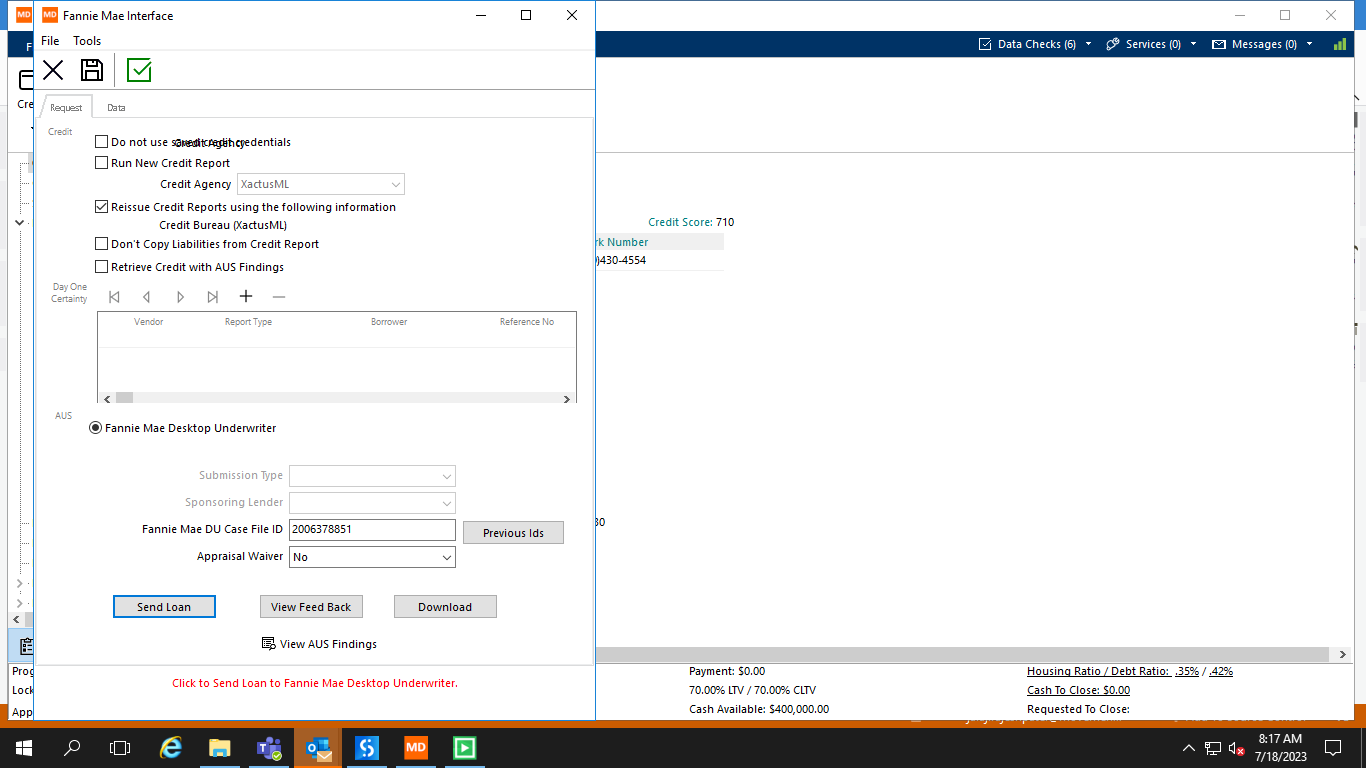 MD Fannie Mae Interface
File Tools
Data Checks (6) Services (0) Messages (0)
Request Data
Credit
Do not use saved credit credentials
Credit Agency
Run New Credit Report
Credit Agency XactusML
Reissue Credit Reports using the following information
Credit Bureau (XactusML)
Credit Score: 710
Don't Copy Liabilities from Credit Report
rk Number
Retrieve Credit with AUS Findings
)430-4554
Day One
Certainty
Vendor Report Type Borrower Reference No
AUS
Fannie Mae Desktop Underwriter
Submission Type
Sponsoring Lender
Fannie Mae DU Case File ID 2006378851 Previous Ids
Appraisal Waiver No
Send Loan View Feed Back Download
View AUS Findings
Click to Send Loan to Fannie Mae Desktop Underwriter.
Prog
Lock
App
Payment: $0.00
70.00% LTV / 70.00% CLTV
Cash Available: $400,000.00
Housing Ratio / Debt Ratio: .35% / .42%
Cash To Close: $0.00
Requested To Close:
MD
8:17 AM
7/18/2023